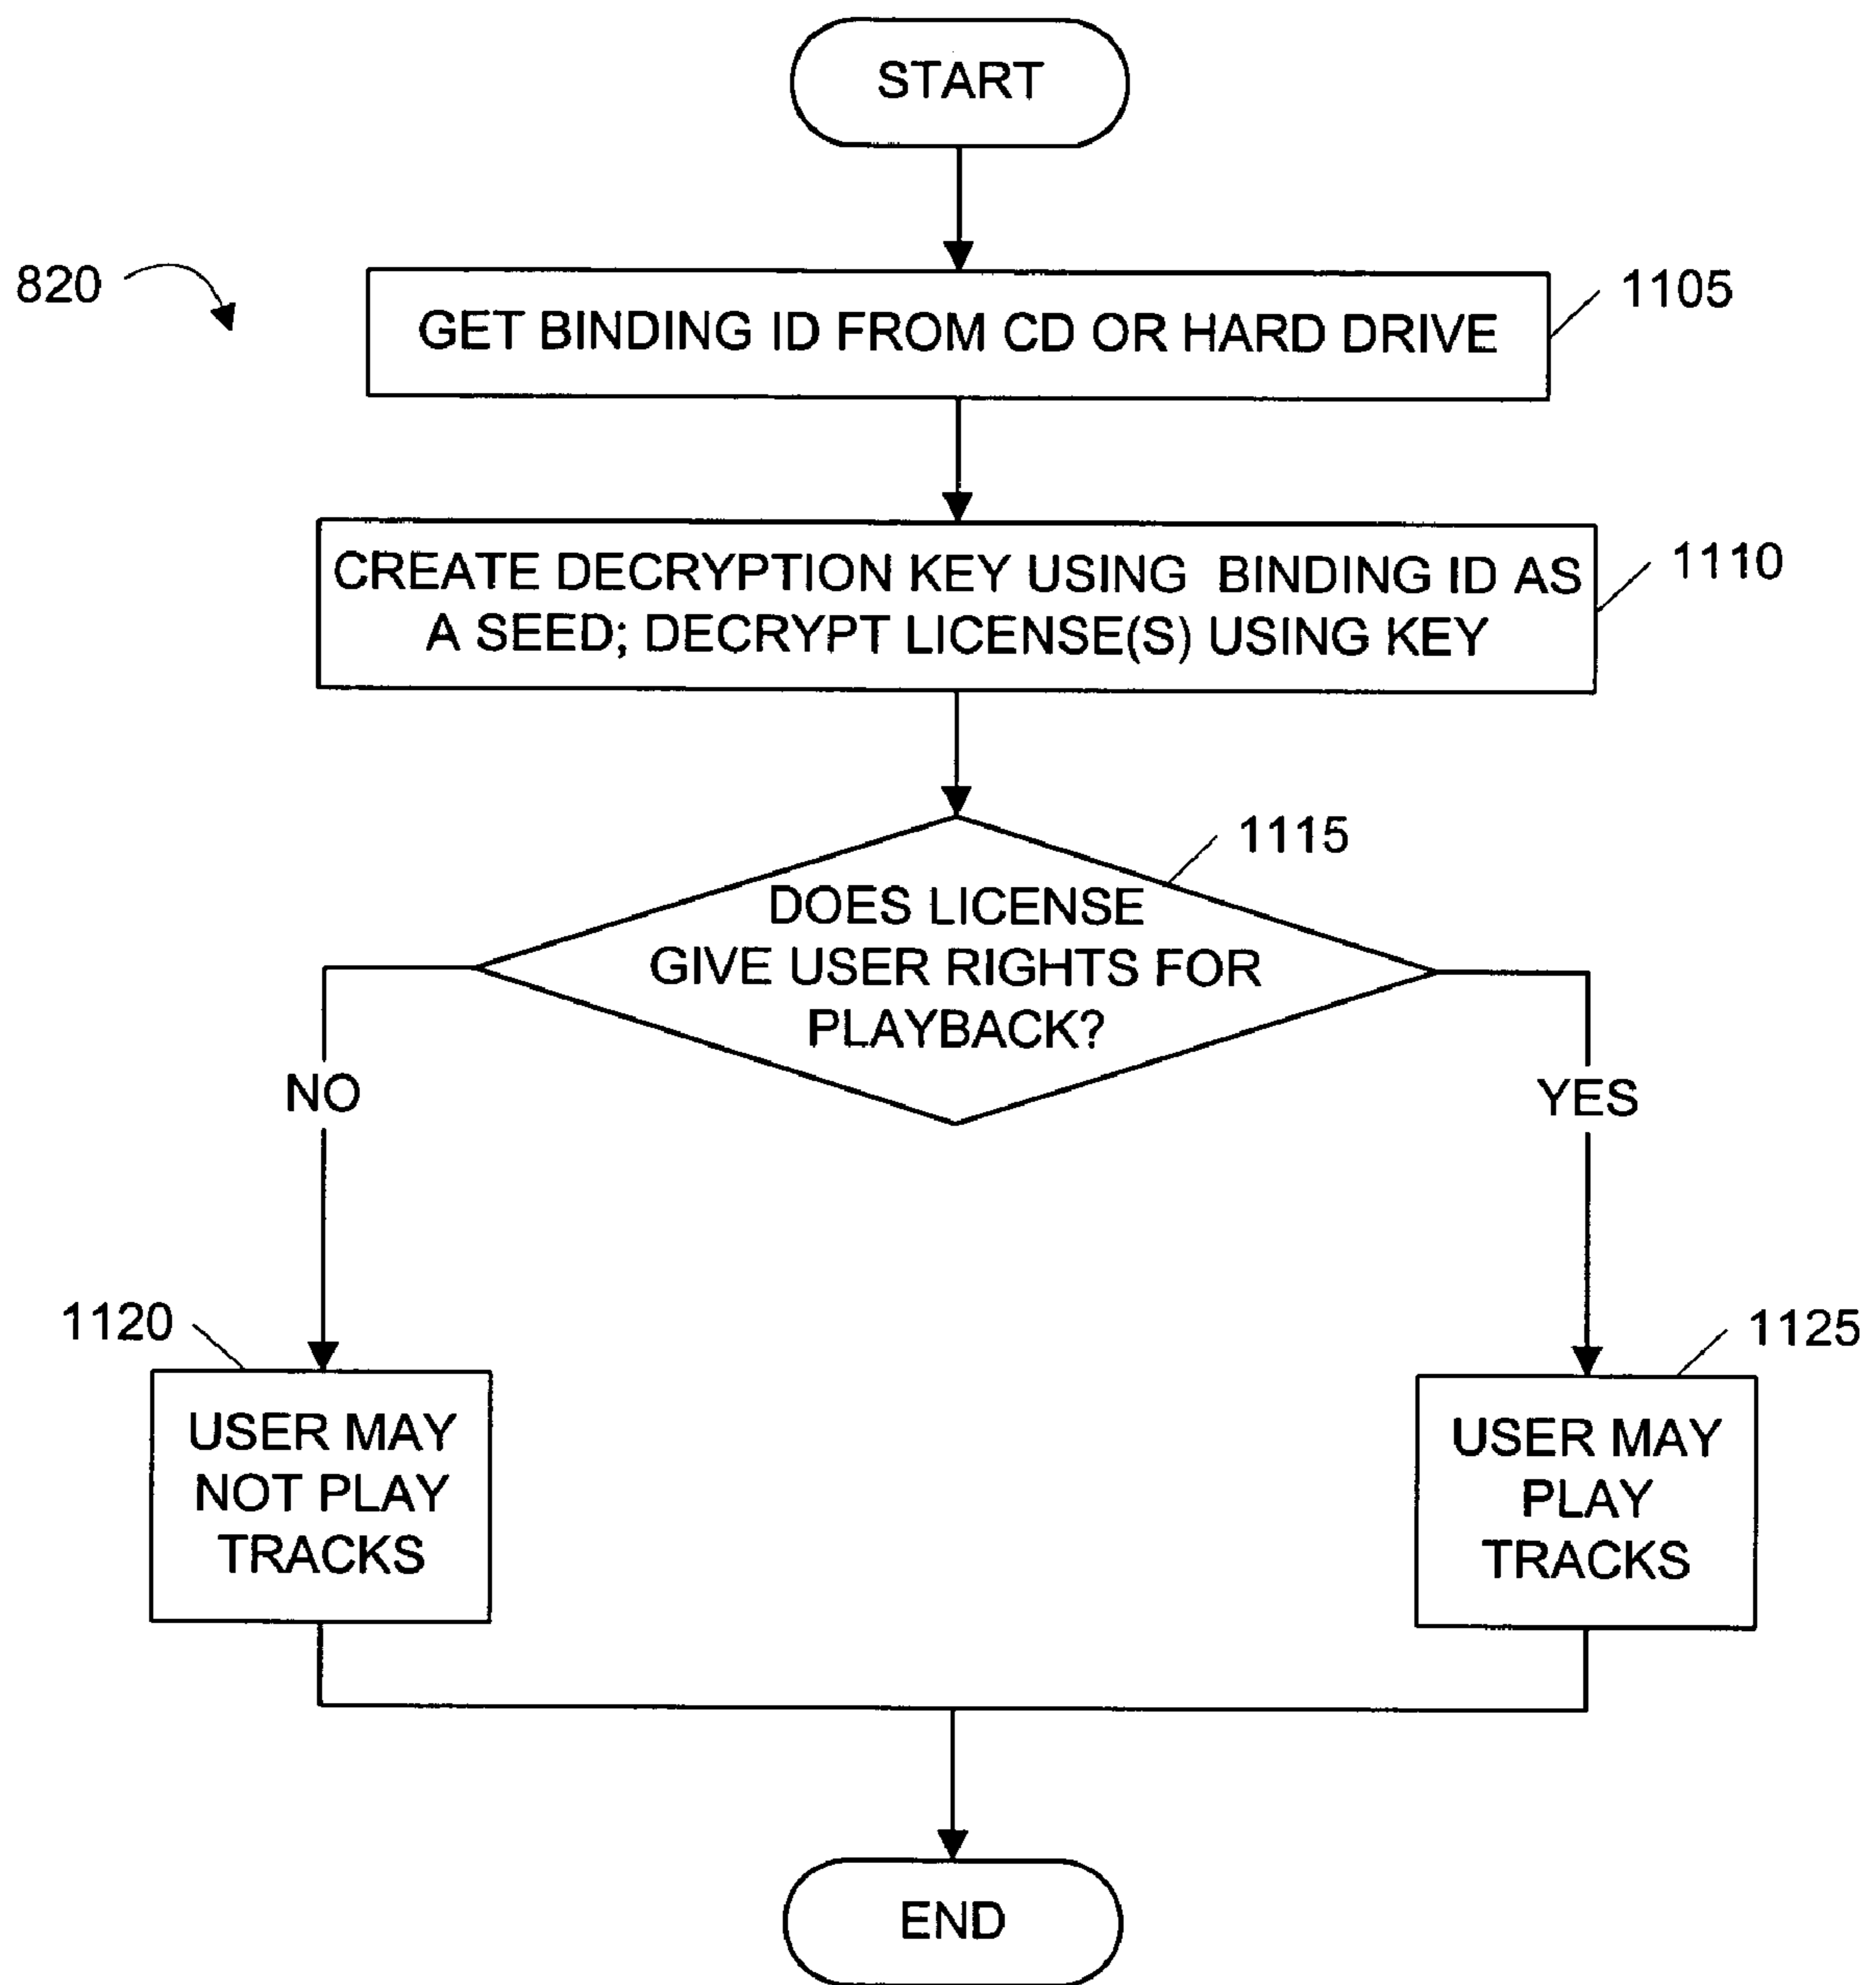 START
820
1105
GET BINDING ID FROM CD OR HARD DRIVE
1110
CREATE DECRYPTION KEY USING BINDING ID AS
A SEED; DECRYPT LICENSE(S) USING KEY
1115
DOES LICENSE
GIVE USER RIGHTS FOR
PLAYBACK?
NO
YES
1120
1125
USER MAY
NOT PLAY
TRACKS
USER MAY
PLAY
TRACKS
END